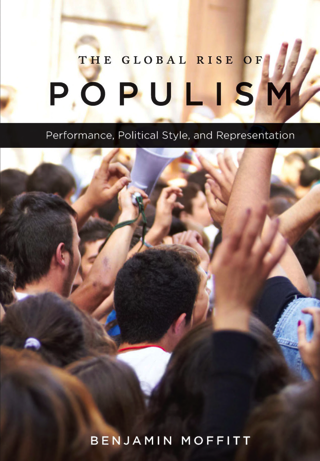 THE GLOBAL RISE OF
POPULISM
Performance, Political Style, and Representation
BENJAMIN MOFFITT